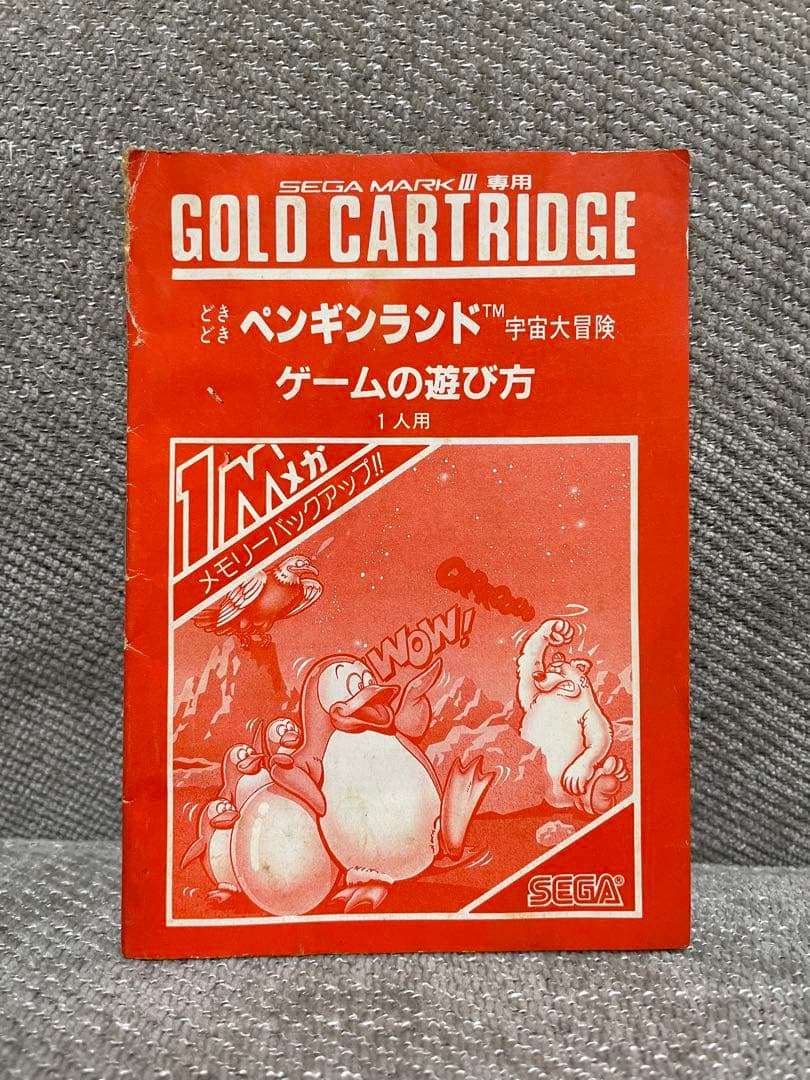 SEGA MARK III 専用
GOLD CARTRIDGE
どきどき ペンギンランド™ 宇宙大冒険
ゲームの遊び方
1人用
1Mメガ
メモリーバックアップ!!
WOW!
SEGA®